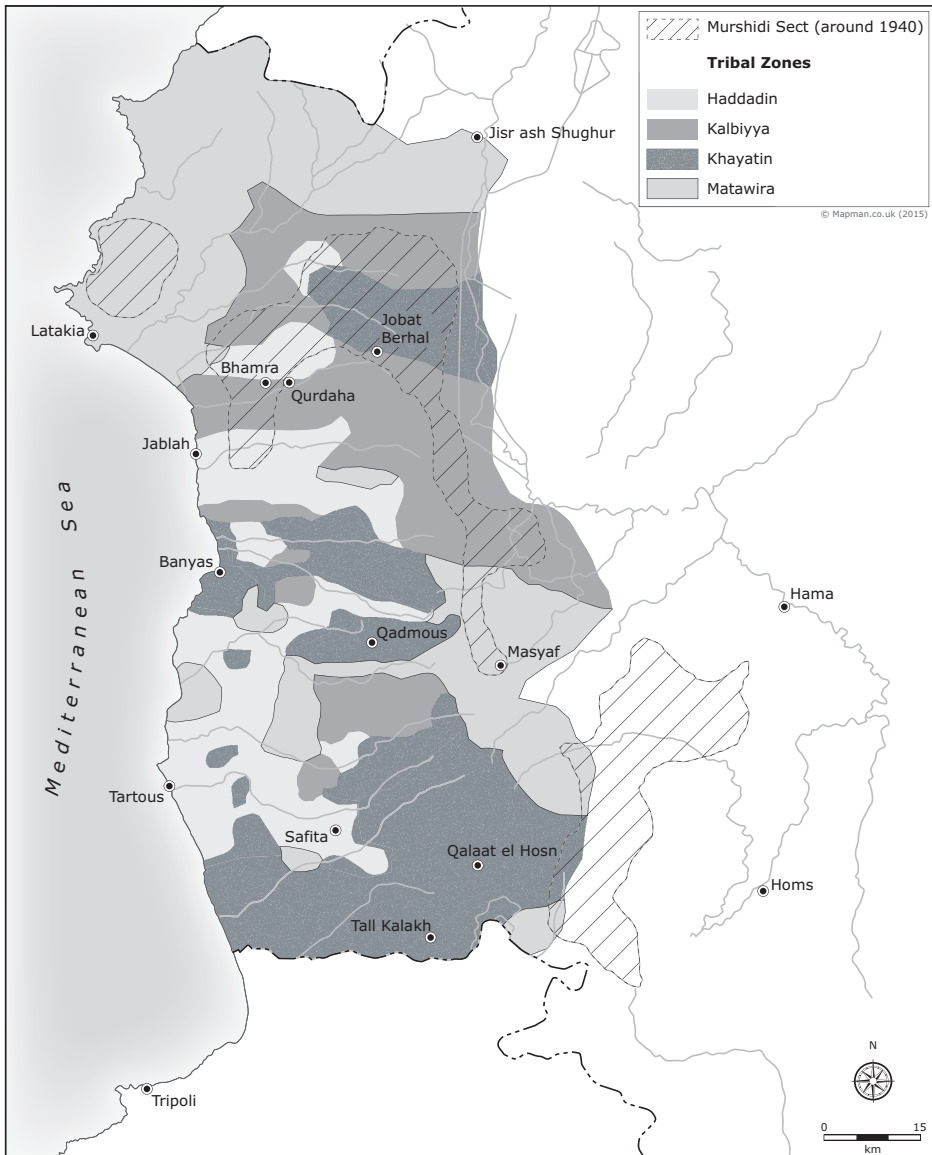 Murshidi Sect (around 1940)
Tribal Zones
Haddadin
Kalbiyya
Khayatin
Matawira
© Mapman.co.uk (2015)
Jisr ash Shughur
Latakia
Jobat
Berhal
Bhamra
Qurdaha
Jablah
Mediterranean Sea
Banyas
Hama
Qadmous
Masyaf
Tartous
Safita
Qalaat el Hosn
Homs
Tall Kalakh
Tripoli
N
0 15
km